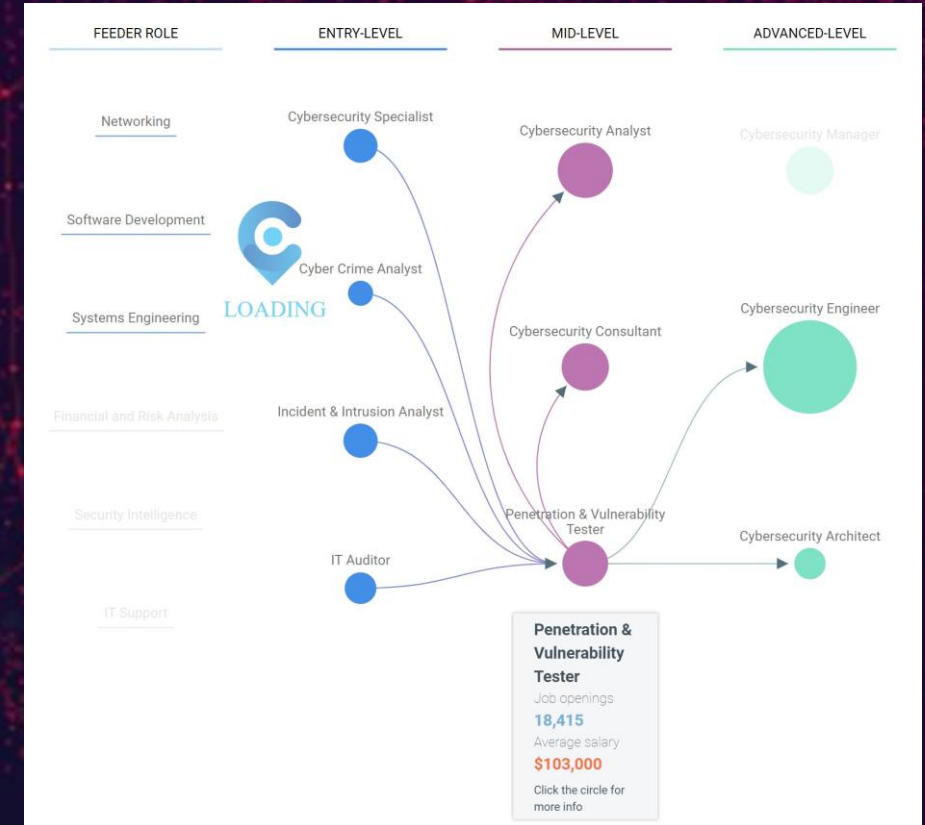 FEEDER ROLE
ENTRY-LEVEL
MID-LEVEL
ADVANCED-LEVEL
Networking
Software Development
Systems Engineering
Financial and Risk Analysis
Security Intelligence
IT Support
Cybersecurity Specialist
LOADING
Cyber Crime Analyst
Incident & Intrusion Analyst
IT Auditor
Cybersecurity Analyst
Cybersecurity Consultant
Penetration & Vulnerability
Tester
Penetration &
Vulnerability
Tester
Job openings
18,415
Average salary
$103,000
Click the circle for
more info
Cybersecurity Manager
Cybersecurity Engineer
Cybersecurity Architect